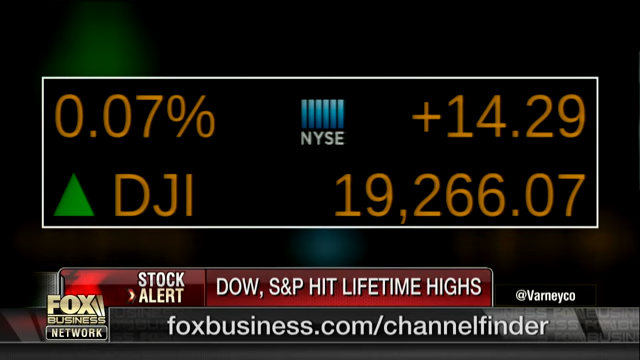 0.07%
NYSE
+14.29
▲ DJI
19,266.07
STOCK
ALERT
DOW, S&P HIT LIFETIME HIGHS
@Varneyco
FOX
BUSINESS
NETWORK
foxbusiness.com/channelfinder